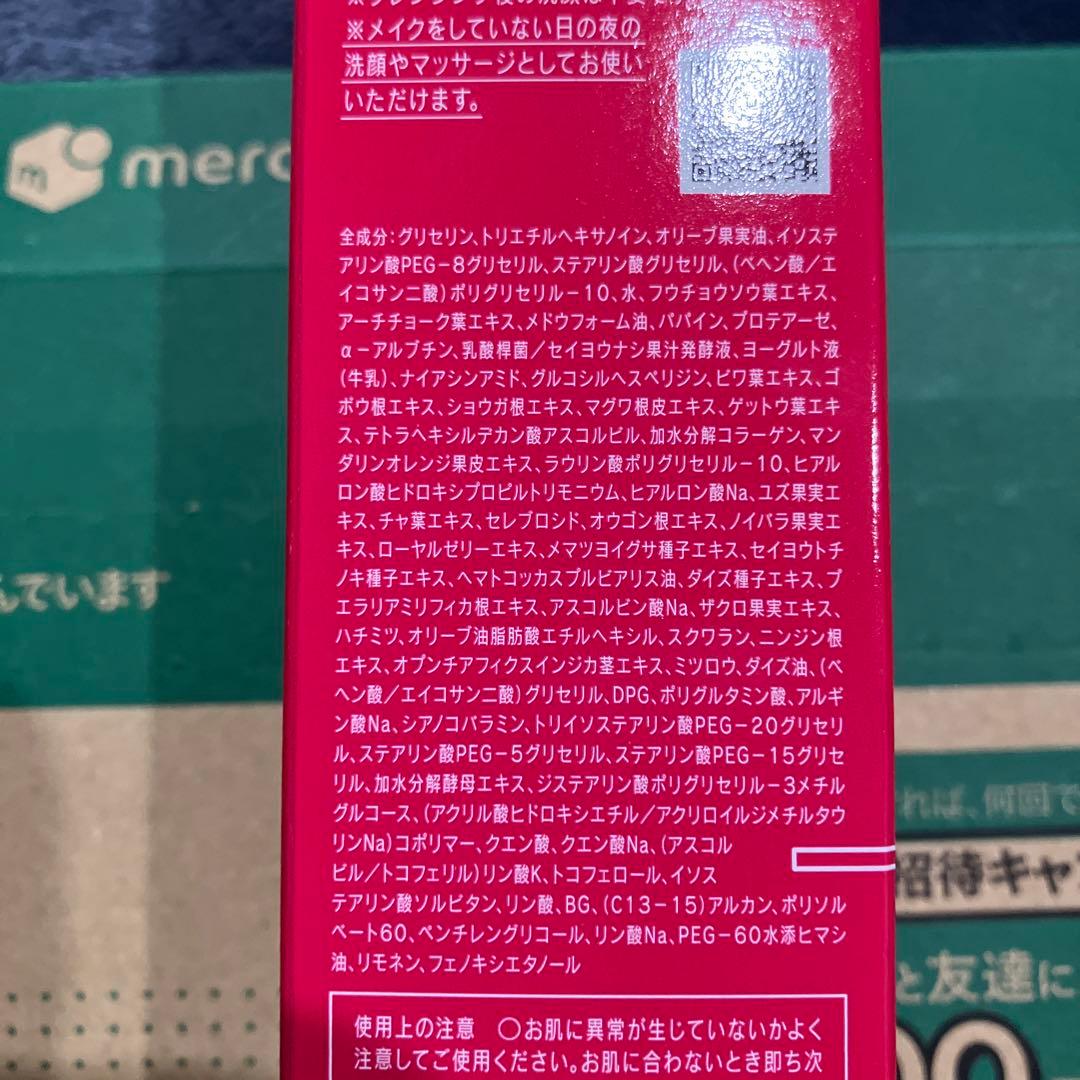 ※メイクをしていない日の夜の
洗顔やマッサージとしてお使い
いただけます。
merc
全成分:グリセリン、トリエチルヘキサノイン、オリーブ果実油、イソステ
アリン酸PEG-8グリセリル、ステアリン酸グリセリル、(ベヘン酸/エ
イコサン二酸)ポリグリセリル-10、水、フウチョウソウ葉エキス、
アーチチョーク葉エキス、メドウフォーム油、パパイン、プロテアーゼ、
α-アルブチン、乳酸桿菌/セイヨウナシ果汁発酵液、ヨーグルト液
(牛乳)、ナイアシンアミド、グルコシルヘスペリジン、ビワ葉エキス、ゴ
ボウ根エキス、ショウガ根エキス、マグワ根皮エキス、ゲットウ葉エキ
ス、テトラヘキシルデカン酸アスコルビル、加水分解コラーゲン、マン
ダリンオレンジ果皮エキス、ラウリン酸ポリグリセリル-10、ヒアル
ロン酸ヒドロキシプロピルトリモニウム、ヒアルロン酸Na、ユズ果実エ
キス、チャ葉エキス、セレブロシド、オウゴン根エキス、ノイバラ果実エ
キス、ローヤルゼリーエキス、メマツヨイグサ種子エキス、セイヨウトチ
ノキ種子エキス、ヘマトコッカスプルビアリス油、ダイズ種子エキス、プ
エラリアミリフィカ根エキス、アスコルビン酸Na、ザクロ果実エキス、
ハチミツ、オリーブ油脂肪酸エチルヘキシル、スクワラン、ニンジン根
エキス、オプンチアフィクスインジカ茎エキス、ミツロウ、ダイズ油、(ベ
ヘン酸/エイコサン二酸)グリセリル、DPG、ポリグルタミン酸、アルギ
ン酸Na、シアノコバラミン、トリイソステアリン酸PEG-20グリセリ
ル、ステアリン酸PEG-5グリセリル、ステアリン酸PEG-15グリセ
リル、加水分解酵母エキス、ジステアリン酸ポリグリセリル-3メチル
グルコース、(アクリル酸ヒドロキシエチル/アクリロイルジメチルタウ
リンNa)コポリマー、クエン酸、クエン酸Na、(アスコル
ビル/トコフェリル)リン酸K、トコフェロール、イソス
テアリン酸ソルビタン、リン酸、BG、(C13-15)アルカン、ポリソル
ベート60、ペンチレングリコール、リン酸Na、PEG-60水添ヒマシ
油、リモネン、フェノキシエタノール
使用上の注意 ○お肌に異常が生じていないかよく
注意してご使用ください。お肌に合わないとき即ち次
んでいます
れば、何回で
招待キャ
と友達に